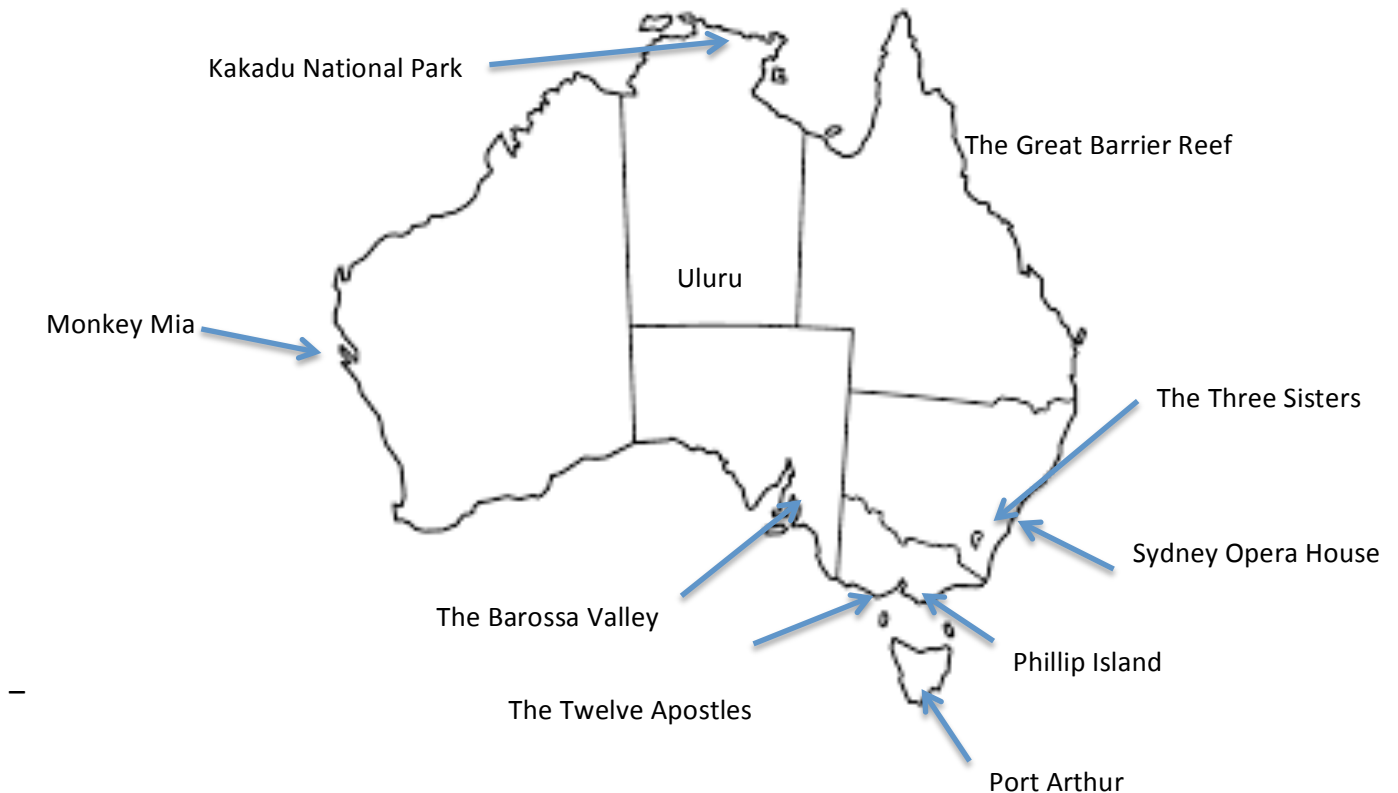 Kakadu National Park
The Great Barrier Reef
Uluru
Monkey Mia
The Three Sisters
Sydney Opera House
The Barossa Valley
Phillip Island
–
The Twelve Apostles
Port Arthur